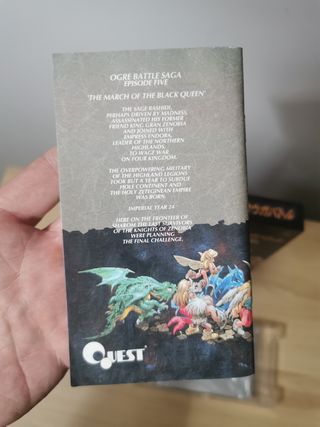 OGRE BATTLE SAGA
EPISODE FIVE
'THE MARCH OF THE BLACK QUEEN'
THE SAGE RASHIDI,
PERHAPS DRIVEN BY MADNESS,
ASSASSINATED HIS FORMER
FRIEND KING GRAN ZENOBIA
AND JOINED WITH
EMPRESS ENDORA,
LEADER OF THE NORTHERN
HIGHLANDS,
TO WAGE WAR
ON FOUR KINGDOM.
THE OVERPOWERING MILITARY
OF THE HIGHLAND LEGIONS
TOOK BUT A YEAR TO SUBDUE
HOLE CONTINENT AND
THE HOLY ZETEGINEAN EMPIRE
WAS BORN.
IMPERIAL YEAR 24
HERE ON THE FRONTIER OF
SHAROM THE LAST SURVIVORS
OF THE KNIGHTS OF ZENOBIA
WERE PLANNING
THE FINAL CHALLENGE.
QUEST